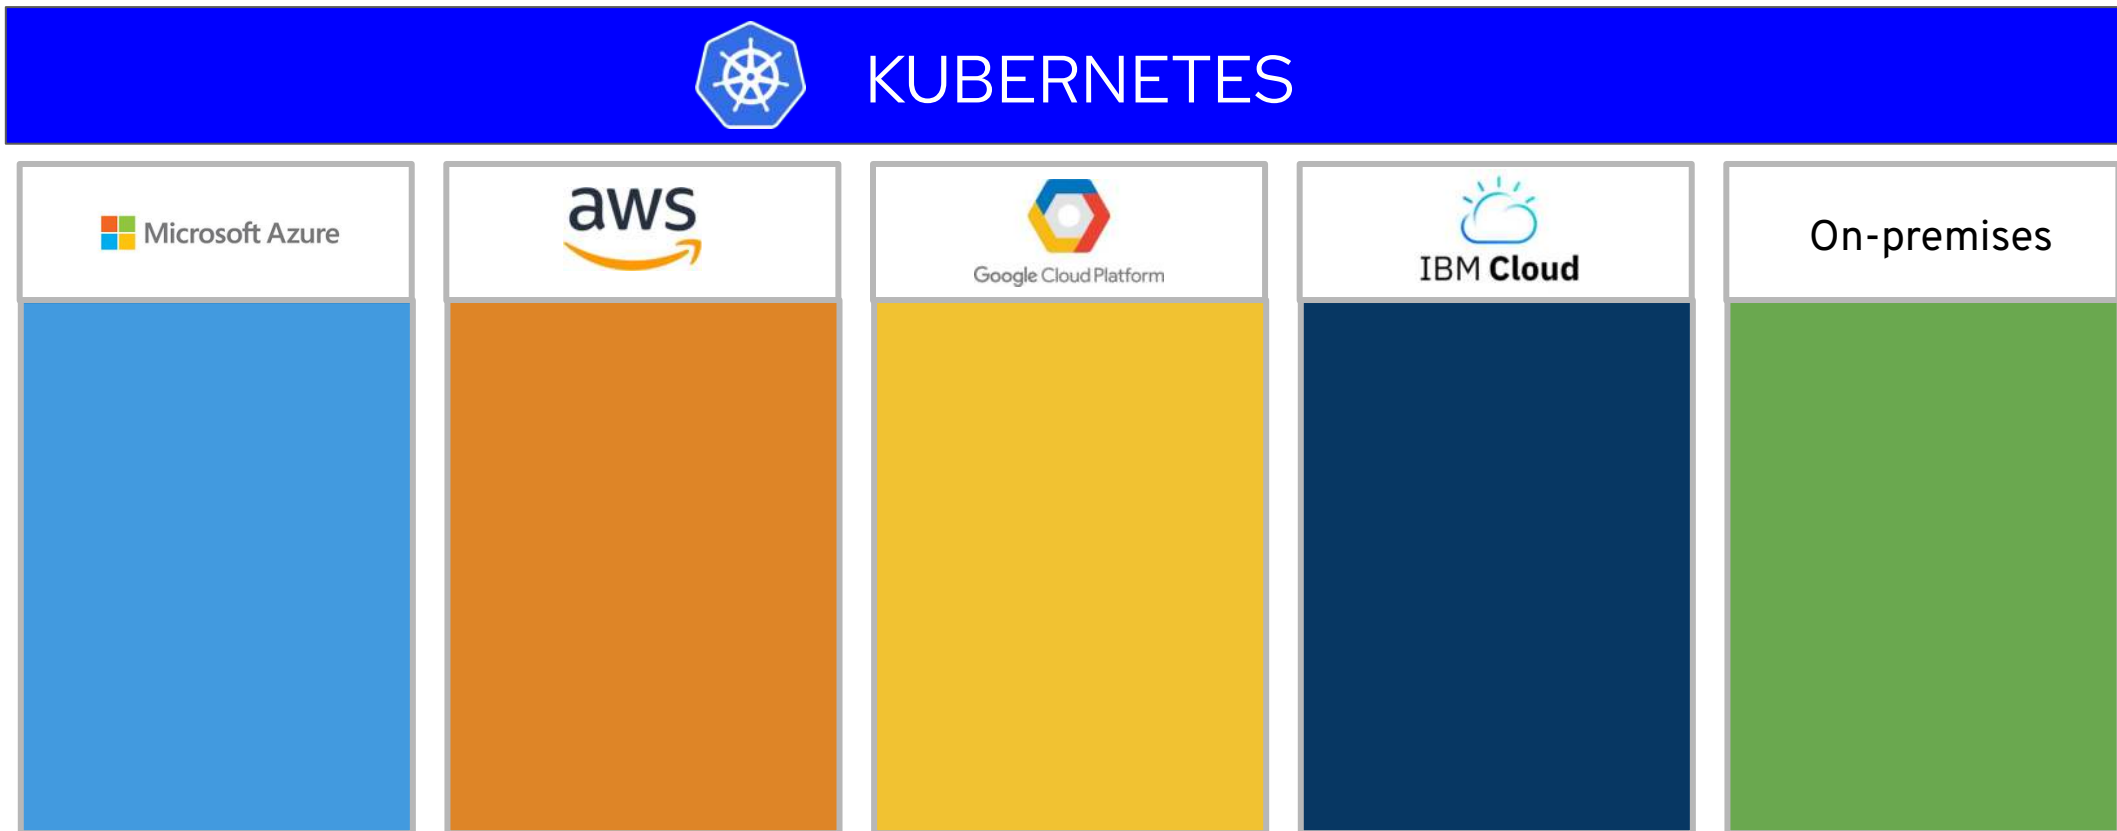 KUBERNETES
Microsoft Azure
aws
Google Cloud Platform
IBM Cloud
On-premises